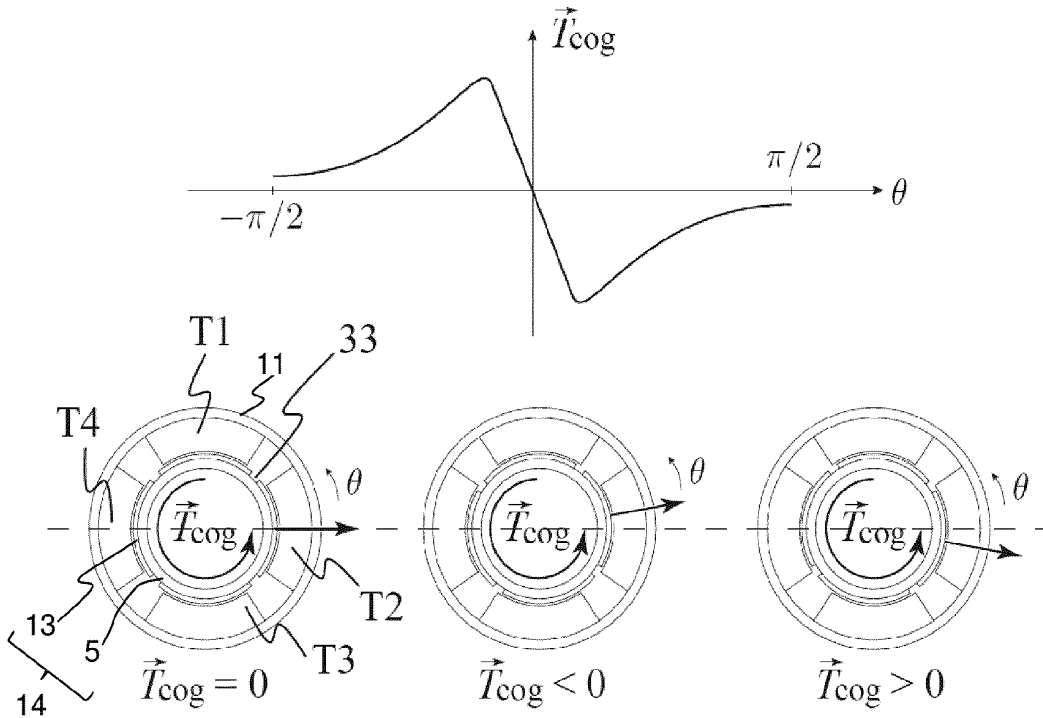 T⃗cog
π/2
θ
−π/2
T1
11
33
T4
θ
θ
θ
T⃗cog
T⃗cog
T⃗cog
13
5
T2
T3
14
T⃗cog = 0
T⃗cog < 0
T⃗cog > 0